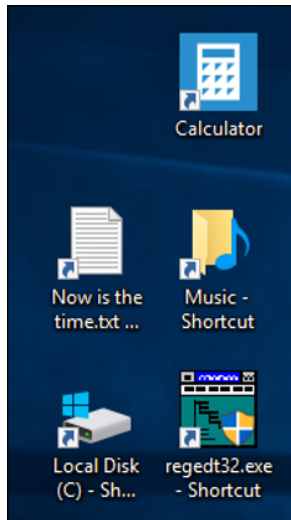 Calculator
Now is the
time.txt ...
Music -
Shortcut
Local Disk
(C) - Sh...
regedt32.exe
- Shortcut